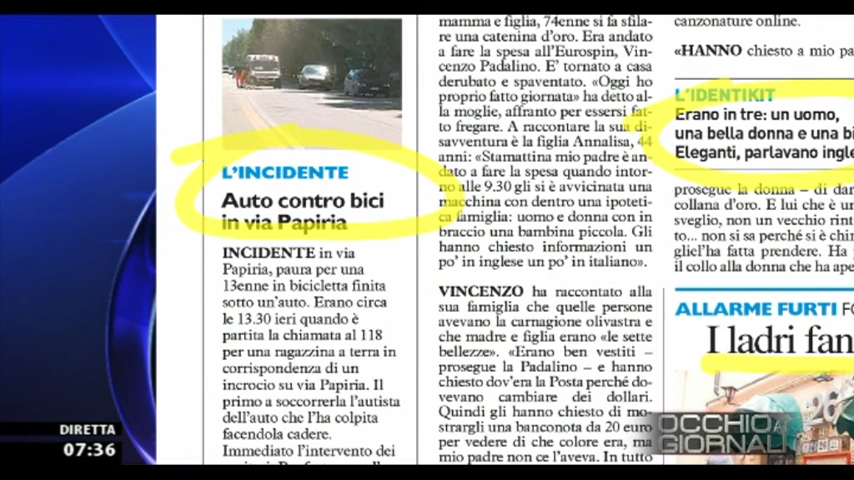 L'INCIDENTE
Auto contro bici
in via Papiria
INCIDENTE in via
Papiria, paura per una
13enne in bicicletta finita
sotto un'auto. Erano circa
le 13.30 ieri quando è
partita la chiamata al 118
per una ragazzina a terra in
corrispondenza di un
incrocio su via Papiria. Il
primo a soccorrerla l'autista
dell'auto che l'ha colpita
facendola cadere.
Immediato l'intervento dei
mamma e figlia, 74enne si fa sfila-
re una catenina d'oro. Era andato
a fare la spesa all'Eurospin, Vin-
cenzo Padalino. E' tornato a casa
derubato e spaventato. «Oggi ho
proprio fatto giornata» ha detto al-
la moglie, affranto per essersi fat-
to fregare. A raccontare la sua di-
savventura è la figlia Annalisa, 44
anni: «Stamattina mio padre è an-
dato a fare la spesa quando intor-
no alle 9.30 gli si è avvicinata una
macchina con dentro una ipoteti-
ca famiglia: uomo e donna con in
braccio una bambina piccola. Gli
hanno chiesto informazioni un
po' in inglese un po' in italiano».
VINCENZO ha raccontato alla
sua famiglia che quelle persone
avevano la carnagione olivastra e
che madre e figlia erano «le sette
bellezze». «Erano ben vestiti –
prosegue la Padalino – e hanno
chiesto dov'era la Posta perché do-
vevano cambiare dei dollari.
Quindi gli hanno chiesto di mo-
strargli una banconota da 20 euro
per vedere di che colore era, ma
mio padre non ce l'aveva. In tutto
canzonature online.
«HANNO chiesto a mio pa
L'IDENTIKIT
Erano in tre: un uomo,
una bella donna e una bi
Eleganti, parlavano ingle
prosegue la donna – di dar
collana d'oro. E lui che è un
sveglio, non un vecchio rint
to... non si sa perché si è chin
gliel'ha fatta prendere. Ha
il collo alla donna che ha ape
ALLARME FURTI FO
I ladri fan
DIRETTA
07:36
OCCHIO AI
GIORNALI